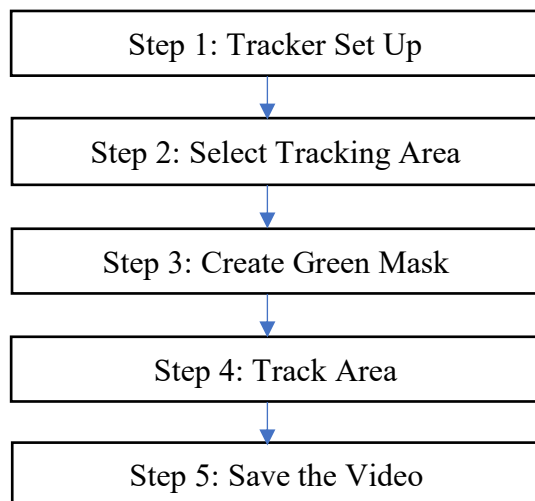 Step 1: Tracker Set Up
Step 2: Select Tracking Area
Step 3: Create Green Mask
Step 4: Track Area
Step 5: Save the Video